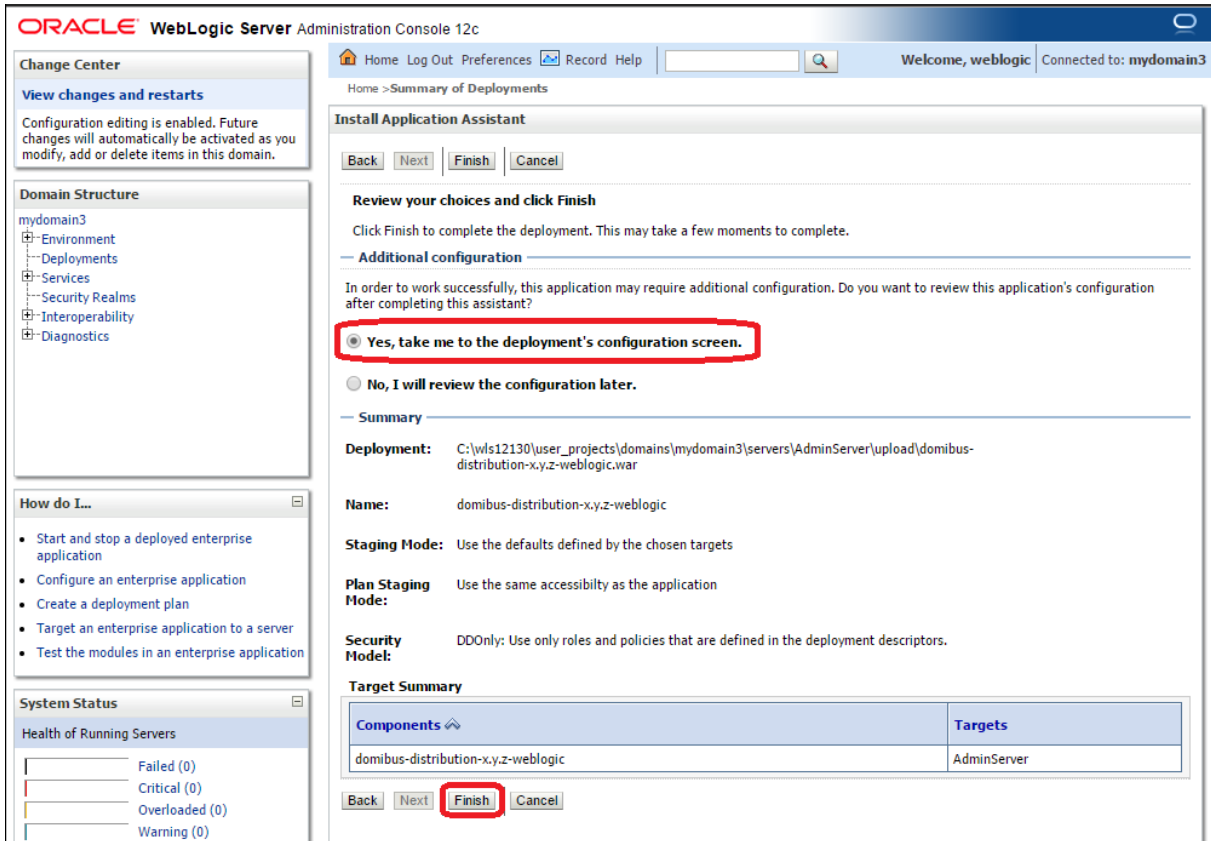 ORACLE WebLogic Server Administration Console 12c
Change Center
View changes and restarts
Configuration editing is enabled. Future
changes will automatically be activated as you
modify, add or delete items in this domain.
Domain Structure
mydomain3
Environment
Deployments
Services
Security Realms
Interoperability
Diagnostics
How do I...
Start and stop a deployed enterprise
application
Configure an enterprise application
Create a deployment plan
Target an enterprise application to a server
Test the modules in an enterprise application
System Status
Health of Running Servers
Failed (0)
Critical (0)
Overloaded (0)
Warning (0)
Home Log Out Preferences Record Help
Welcome, weblogic Connected to: mydomain3
Home >Summary of Deployments
Install Application Assistant
Back Next Finish Cancel
Review your choices and click Finish
Click Finish to complete the deployment. This may take a few moments to complete.
Additional configuration
In order to work successfully, this application may require additional configuration. Do you want to review this application's configuration
after completing this assistant?
Yes, take me to the deployment's configuration screen.
No, I will review the configuration later.
Summary
Deployment: C:\wls12130\user_projects\domains\mydomain3\servers\AdminServer\upload\domibus-
distribution-x.y.z-weblogic.war
Name: domibus-distribution-x.y.z-weblogic
Staging Mode: Use the defaults defined by the chosen targets
Plan Staging Use the same accessibilty as the application
Mode:
Security DDOnly: Use only roles and policies that are defined in the deployment descriptors.
Model:
Target Summary
Components Targets
domibus-distribution-x.y.z-weblogic AdminServer
Back Next Finish Cancel